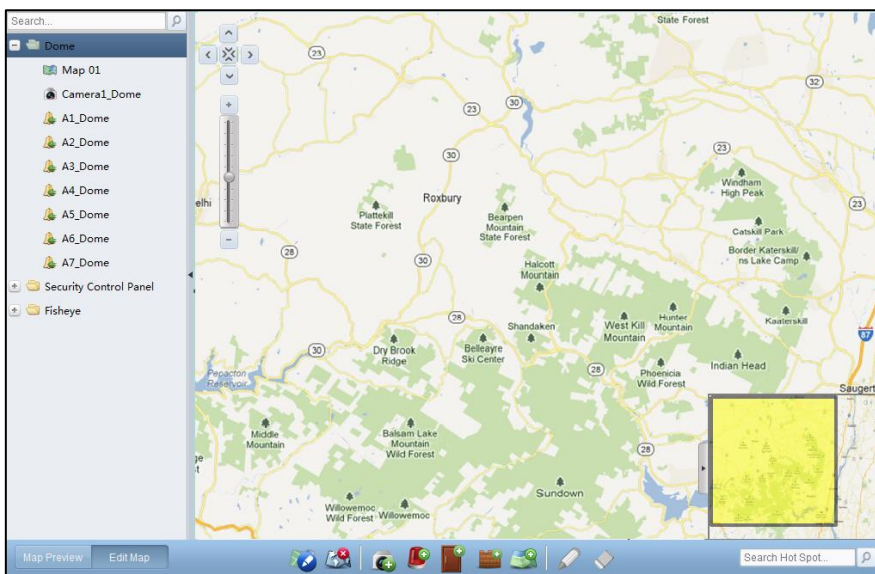 Search...
Dome
Map 01
Camera1_Dome
A1_Dome
A2_Dome
A3_Dome
A4_Dome
A5_Dome
A6_Dome
A7_Dome
Security Control Panel
Fisheye
State Forest
23
32
30
23
23
30
Windham
High Peak
elhi
Roxbury
Plattekill
State Forest
Bearpen
Mountain
State Forest
Catskill Park
Border Katerskill/
ns Lake Camp
28
30
Halcott
Mountain
28
Shandaken
West Kill
Mountain
Hunter
Mountain
Kaaterskill
87
30
Dry Brook
Ridge
Belleayre
Ski Center
Indian Head
28
Phoenicia
Wild Forest
Pepacton
Reservoir
Saugert
Middle
Mountain
Balsam Lake
Mountain
Wild Forest
28
ge
st
Sundown
Willowemoc
Wild Forest
Willowemoc
Map Preview
Edit Map
Search Hot Spot...